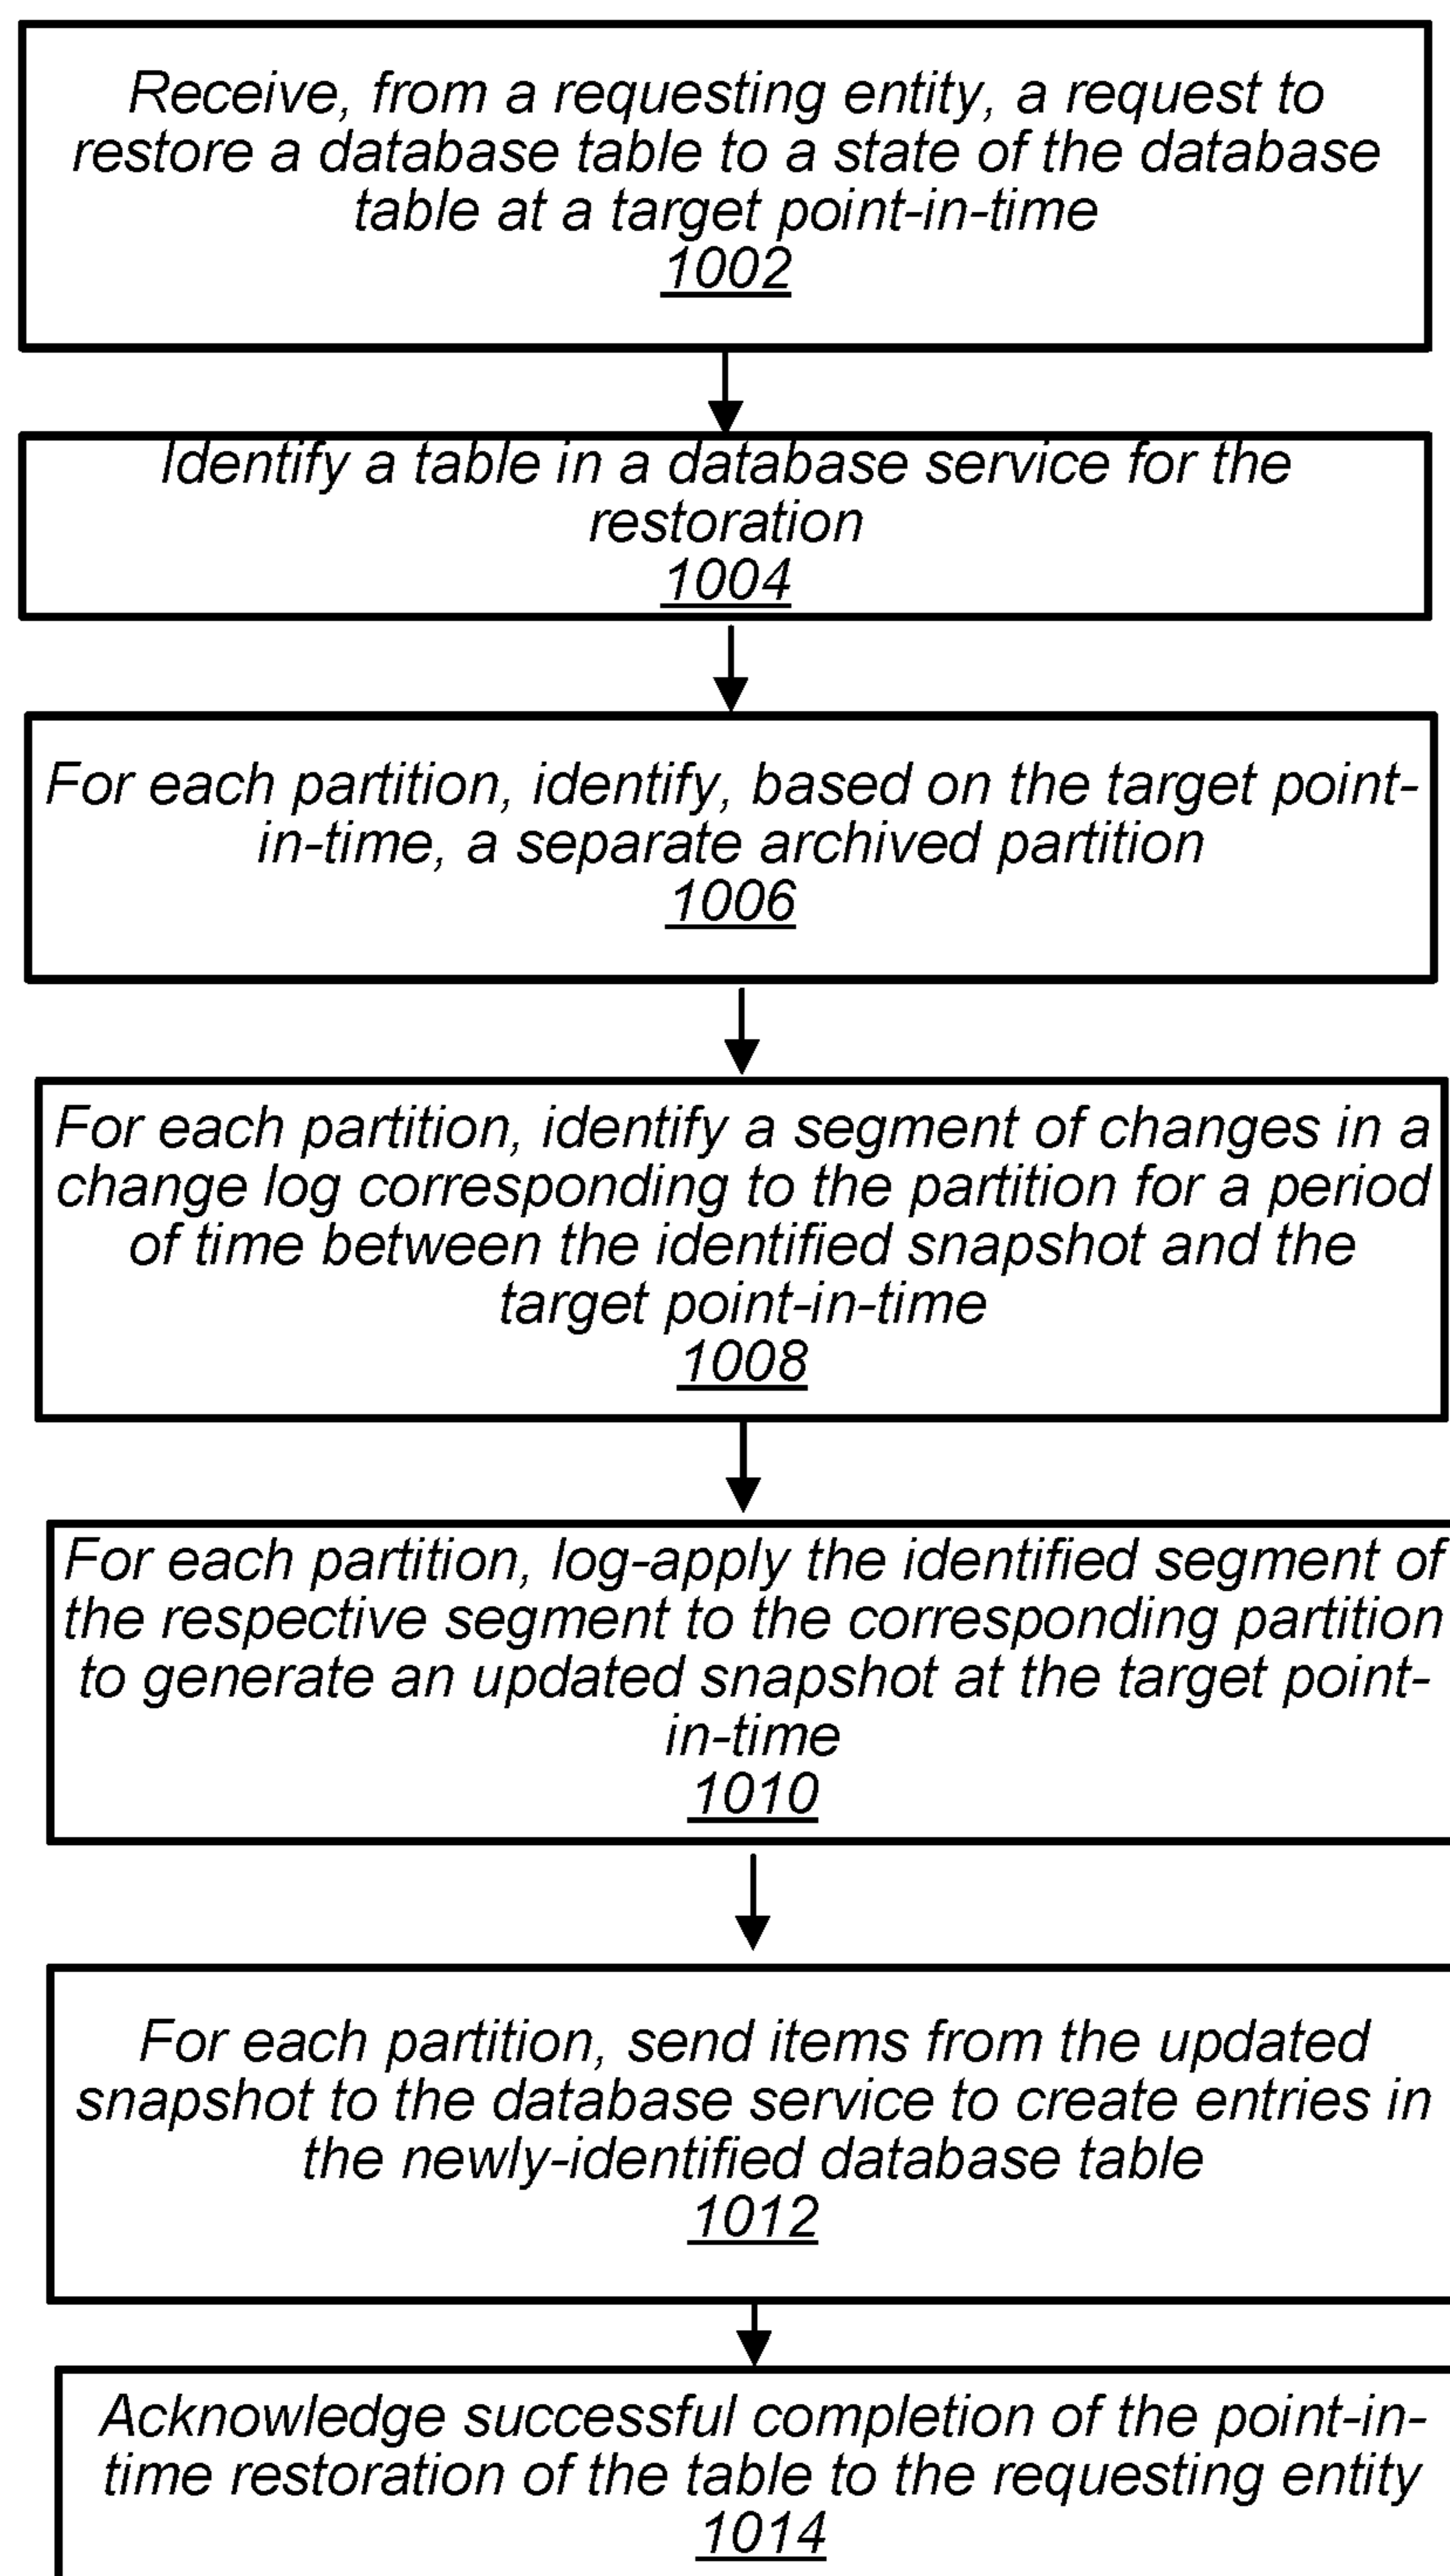 Receive, from a requesting entity, a request to
restore a database table to a state of the database
table at a target point-in-time
1002
Identify a table in a database service for the
restoration
1004
For each partition, identify, based on the target point-
in-time, a separate archived partition
1006
For each partition, identify a segment of changes in a
change log corresponding to the partition for a period
of time between the identified snapshot and the
target point-in-time
1008
For each partition, log-apply the identified segment of
the respective segment to the corresponding partition
to generate an updated snapshot at the target point-
in-time
1010
For each partition, send items from the updated
snapshot to the database service to create entries in
the newly-identified database table
1012
Acknowledge successful completion of the point-in-
time restoration of the table to the requesting entity
1014